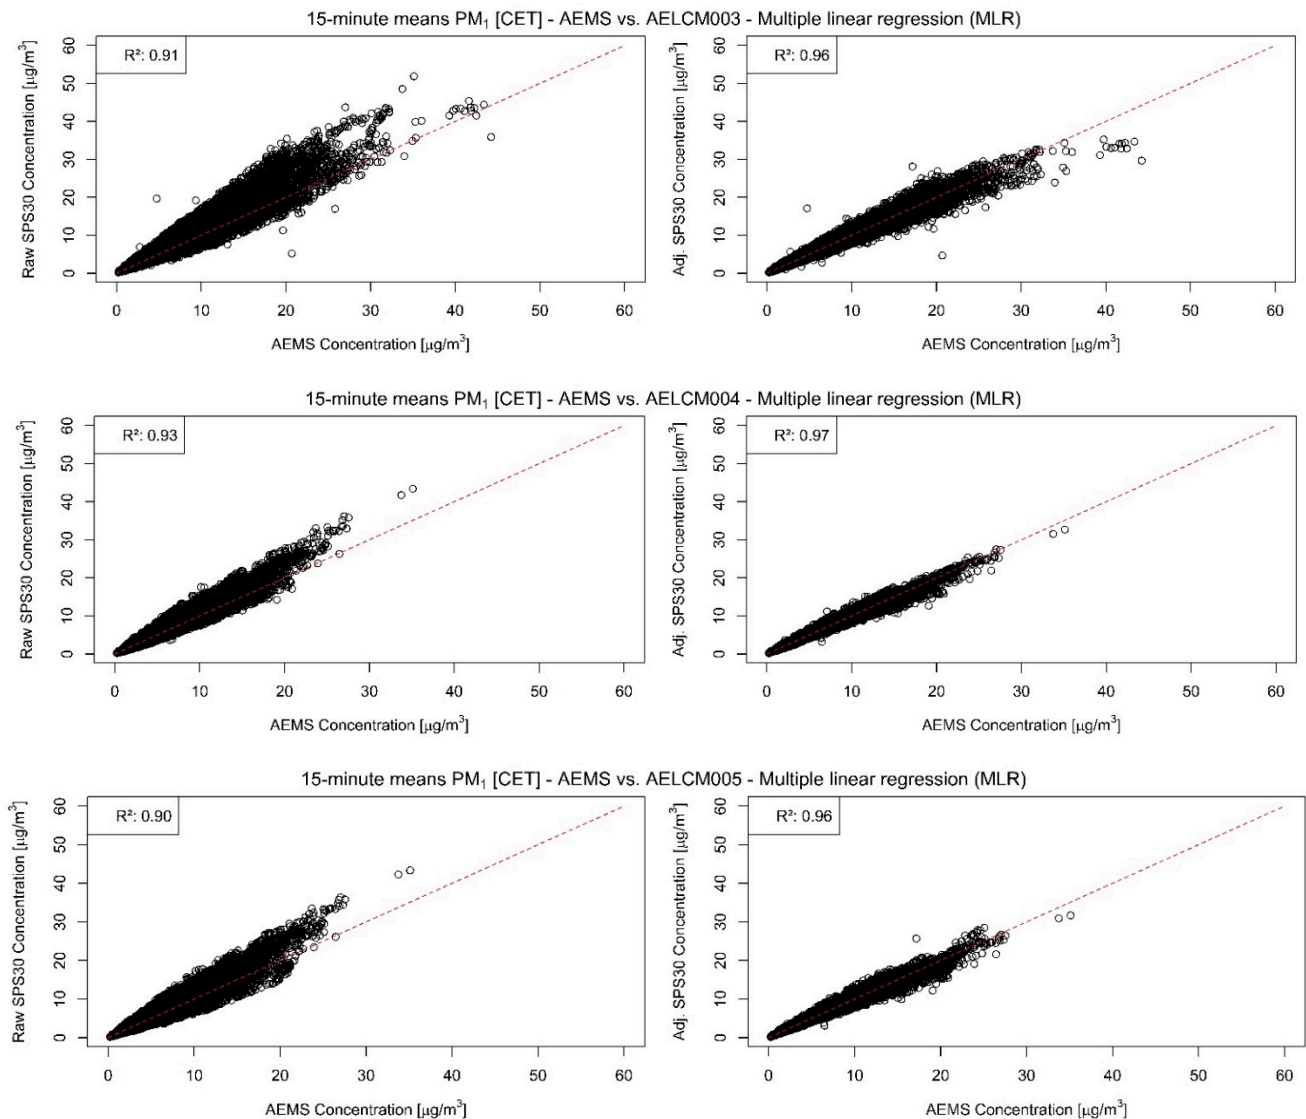 15-minute means PM₁ [CET] - AEMS vs. AELCM003 - Multiple linear regression (MLR)
R²: 0.91
Raw SPS30 Concentration [µg/m³]
0 10 20 30 40 50 60
0 10 20 30 40 50 60
AEMS Concentration [µg/m³]
R²: 0.96
Adj. SPS30 Concentration [µg/m³]
0 10 20 30 40 50 60
0 10 20 30 40 50 60
AEMS Concentration [µg/m³]
15-minute means PM₁ [CET] - AEMS vs. AELCM004 - Multiple linear regression (MLR)
R²: 0.93
Raw SPS30 Concentration [µg/m³]
0 10 20 30 40 50 60
0 10 20 30 40 50 60
AEMS Concentration [µg/m³]
R²: 0.97
Adj. SPS30 Concentration [µg/m³]
0 10 20 30 40 50 60
0 10 20 30 40 50 60
AEMS Concentration [µg/m³]
15-minute means PM₁ [CET] - AEMS vs. AELCM005 - Multiple linear regression (MLR)
R²: 0.90
Raw SPS30 Concentration [µg/m³]
0 10 20 30 40 50 60
0 10 20 30 40 50 60
AEMS Concentration [µg/m³]
R²: 0.96
Adj. SPS30 Concentration [µg/m³]
0 10 20 30 40 50 60
0 10 20 30 40 50 60
AEMS Concentration [µg/m³]